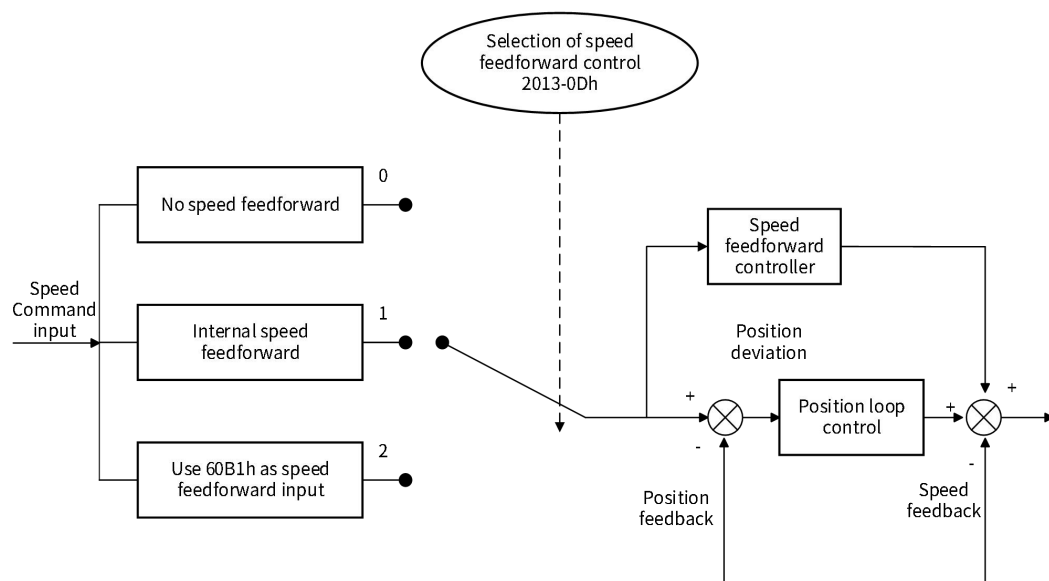 Selection of speed
feedforward control
2013-0Dh
0
No speed feedforward
Speed
feedforward
controller
Speed
Command
input
1
Internal speed
feedforward
Position
deviation
+
+
+
Position loop
control
-
2
Use 60B1h as speed
feedforward input
-
Position
feedback
Speed
feedback